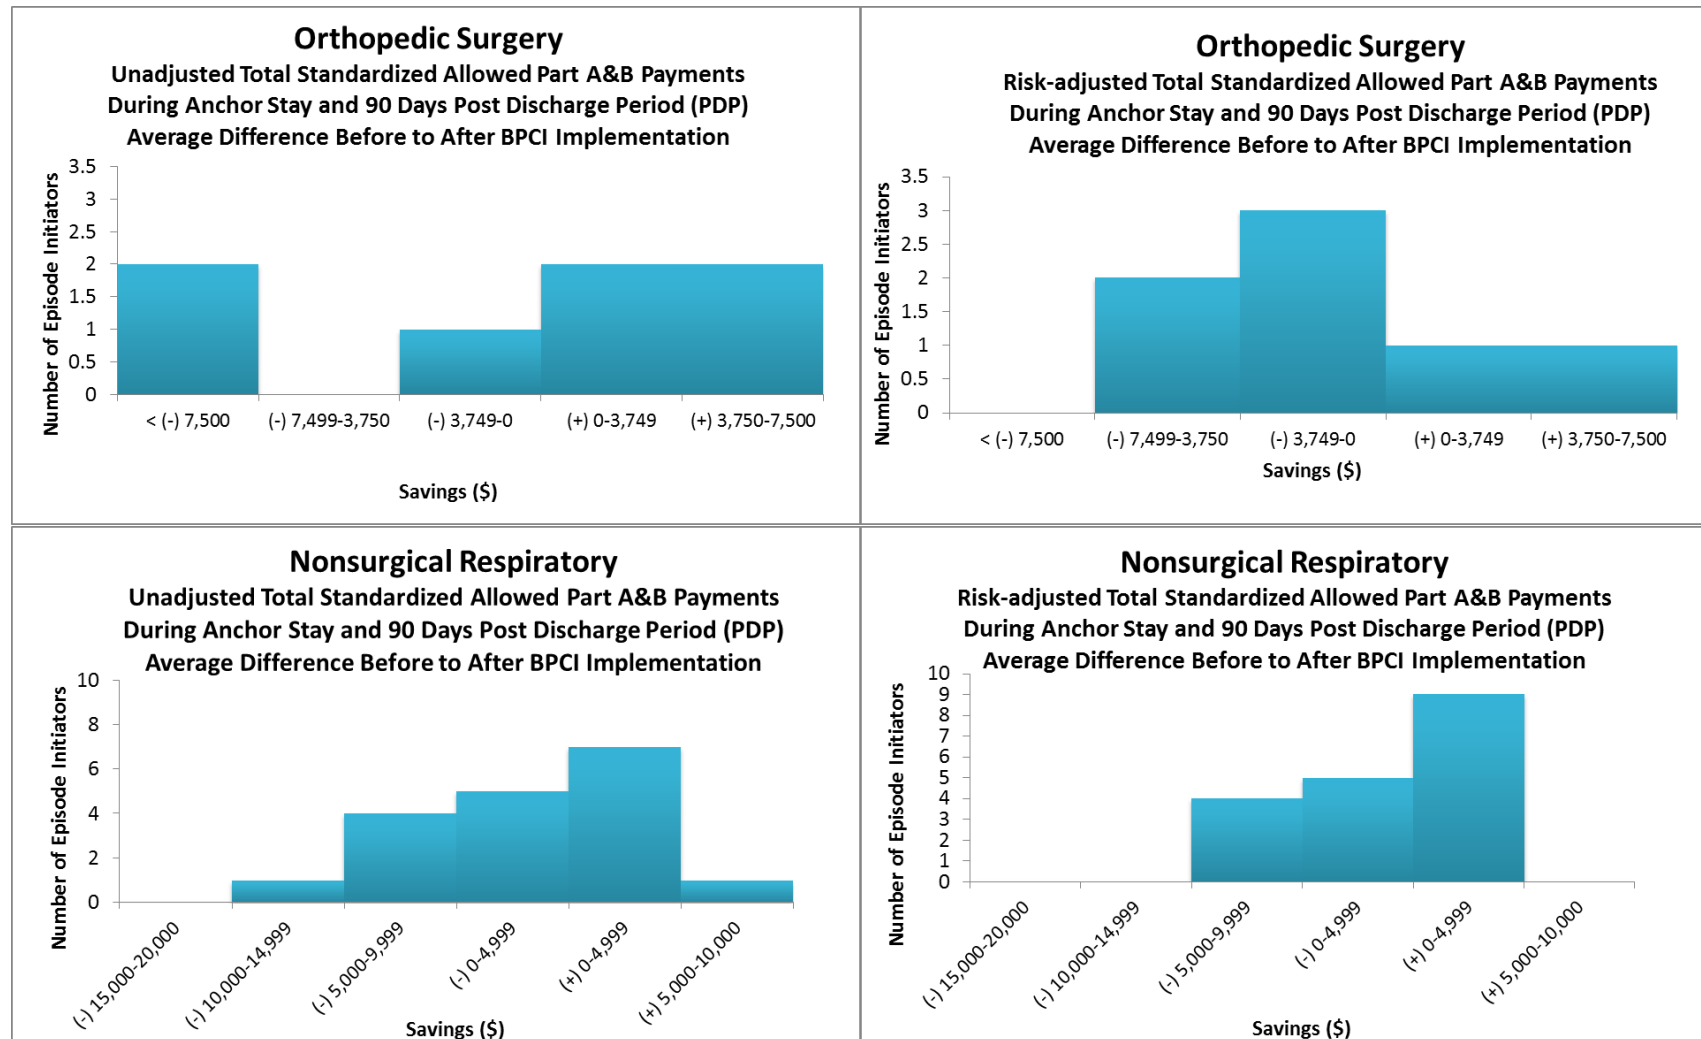 Orthopedic Surgery
Unadjusted Total Standardized Allowed Part A&B Payments
During Anchor Stay and 90 Days Post Discharge Period (PDP)
Average Difference Before to After BPCI Implementation
Number of Episode Initiators
3.5
3
2.5
2
1.5
1
0.5
0
< (-) 7,500
(-) 7,499-3,750
(-) 3,749-0
(+) 0-3,749
(+) 3,750-7,500
Savings ($)
Orthopedic Surgery
Risk-adjusted Total Standardized Allowed Part A&B Payments
During Anchor Stay and 90 Days Post Discharge Period (PDP)
Average Difference Before to After BPCI Implementation
Number of Episode Initiators
3.5
3
2.5
2
1.5
1
0.5
0
< (-) 7,500
(-) 7,499-3,750
(-) 3,749-0
(+) 0-3,749
(+) 3,750-7,500
Savings ($)
Nonsurgical Respiratory
Unadjusted Total Standardized Allowed Part A&B Payments
During Anchor Stay and 90 Days Post Discharge Period (PDP)
Average Difference Before to After BPCI Implementation
Number of Episode Initiators
10
8
6
4
2
0
(-) 15,000-20,000
(-) 10,000-14,999
(-) 5,000-9,999
(-) 0-4,999
(+) 0-4,999
(+) 5,000-10,000
Savings ($)
Nonsurgical Respiratory
Risk-adjusted Total Standardized Allowed Part A&B Payments
During Anchor Stay and 90 Days Post Discharge Period (PDP)
Average Difference Before to After BPCI Implementation
Number of Episode Initiators
10
9
8
7
6
5
4
3
2
1
0
(-) 15,000-20,000
(-) 10,000-14,999
(-) 5,000-9,999
(-) 0-4,999
(+) 0-4,999
(+) 5,000-10,000
Savings ($)